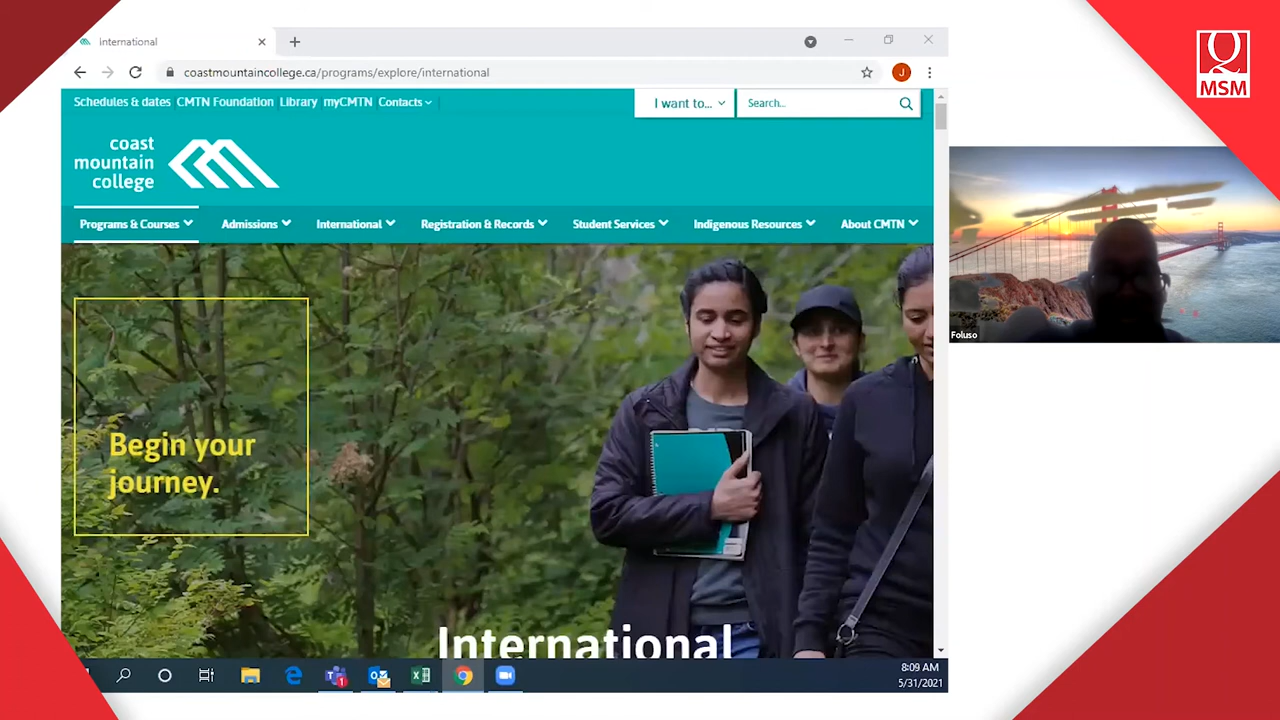 international
coastmountaincollege.ca/programs/explore/international
J
Schedules & dates CMTN Foundation Library myCMTN Contacts
I want to...
Search...
coast
mountain
college
Programs & Courses Admissions International Registration & Records Student Services Indigenous Resources About CMTN
Begin your
journey.
International
8:09 AM
5/31/2021
1
Foluso
MSM